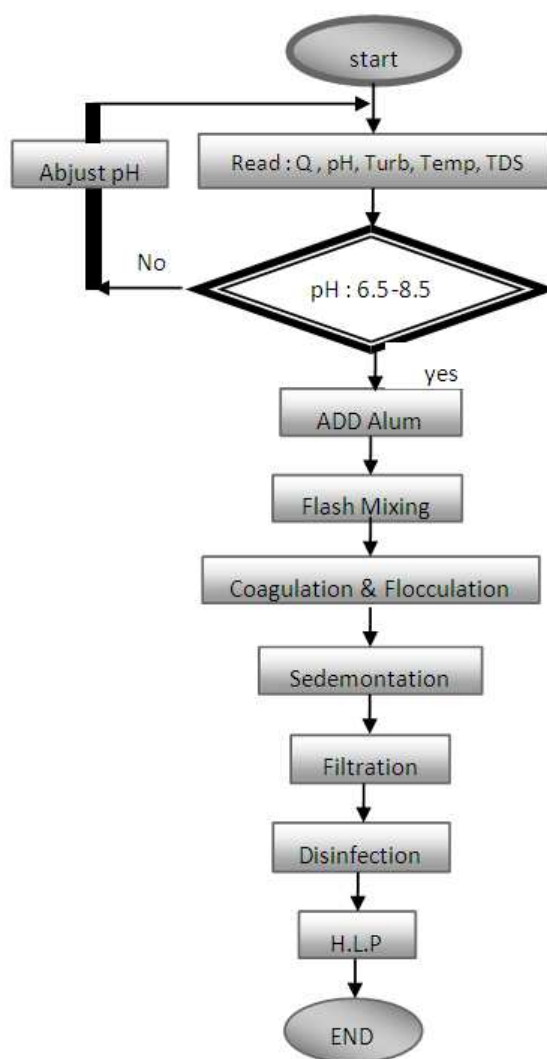 start
Read : Q , pH, Turb, Temp, TDS
Abjust pH
No
pH : 6.5-8.5
yes
ADD Alum
Flash Mixing
Coagulation & Flocculation
Sedemontation
Filtration
Disinfection
H.L.P
END